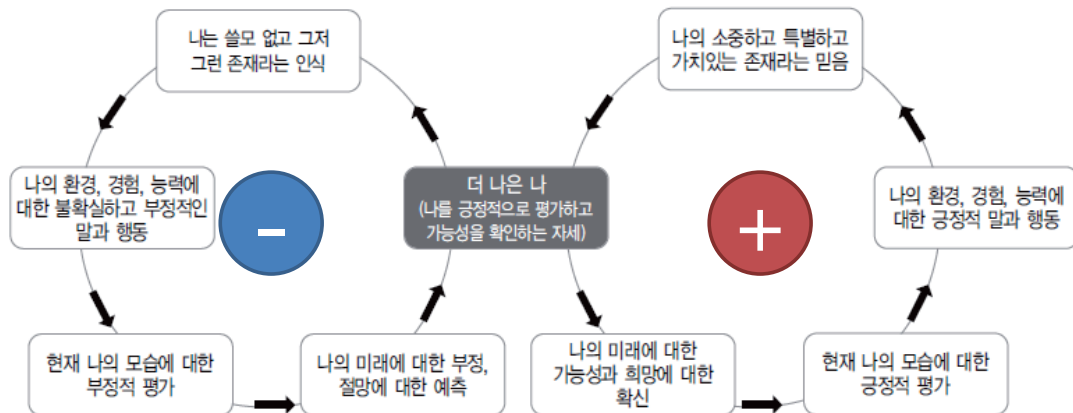 나는 쓸모 없고 그저
그런 존재라는 인식
나의 소중하고 특별하고
가치있는 존재라는 믿음
나의 환경, 경험, 능력에
대한 불확실하고 부정적인
말과 행동
-
더 나은 나
(나를 긍정적으로 평가하고
가능성을 확인하는 자세)
+
나의 환경, 경험, 능력에
대한 긍정적 말과 행동
현재 나의 모습에 대한
부정적 평가
나의 미래에 대한 부정,
절망에 대한 예측
나의 미래에 대한
가능성과 희망에 대한
확신
현재 나의 모습에 대한
긍정적 평가